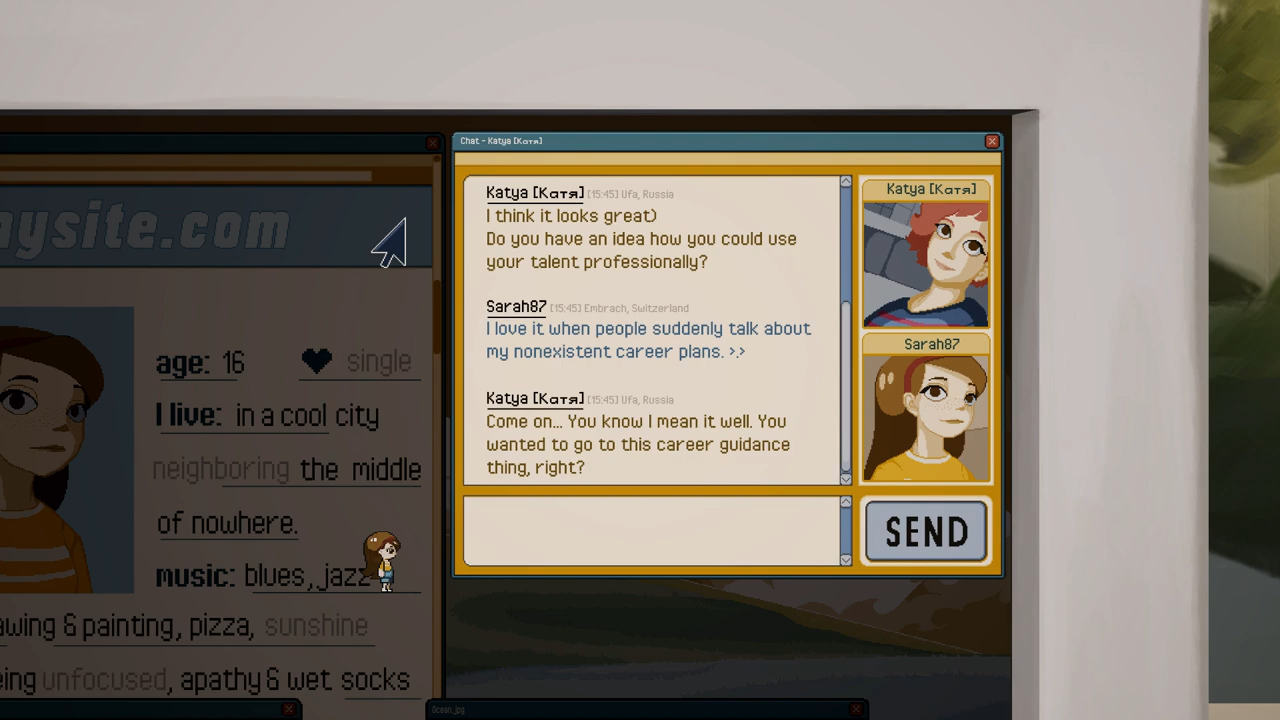 Chat - Katya [Катя]
Katya [Катя] [15:45] Ufa, Russia
I think it looks great)
Do you have an idea how you could use
your talent professionally?
Sarah87 [15:45] Embrach, Switzerland
I love it when people suddenly talk about
my nonexistent career plans. >.>
Katya [Катя] [15:45] Ufa, Russia
Come on... You know I mean it well. You
wanted to go to this career guidance
thing, right?
Katya [Катя]
Sarah87
SEND
aysite.com
age: 16 single
I live: in a cool city
neighboring the middle
of nowhere.
music: blues, jazz
awing & painting, pizza, sunshine
eing unfocused, apathy & wet socks
Ocean.jpg